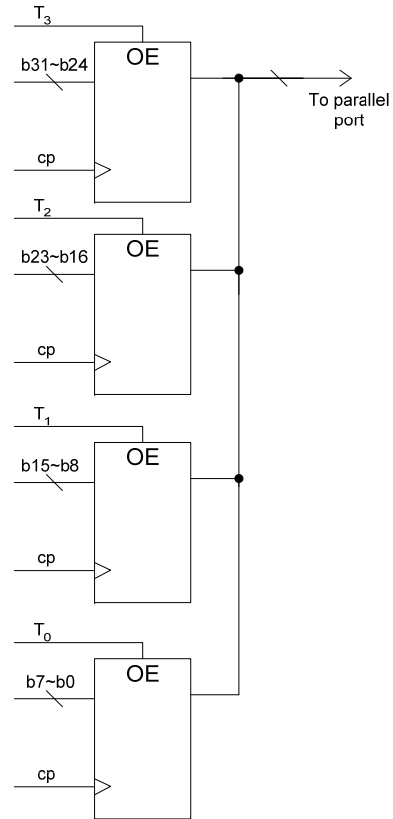 T3
OE
b31~b24
cp
To parallel
port
T2
OE
b23~b16
cp
T1
OE
b15~b8
cp
T0
OE
b7~b0
cp